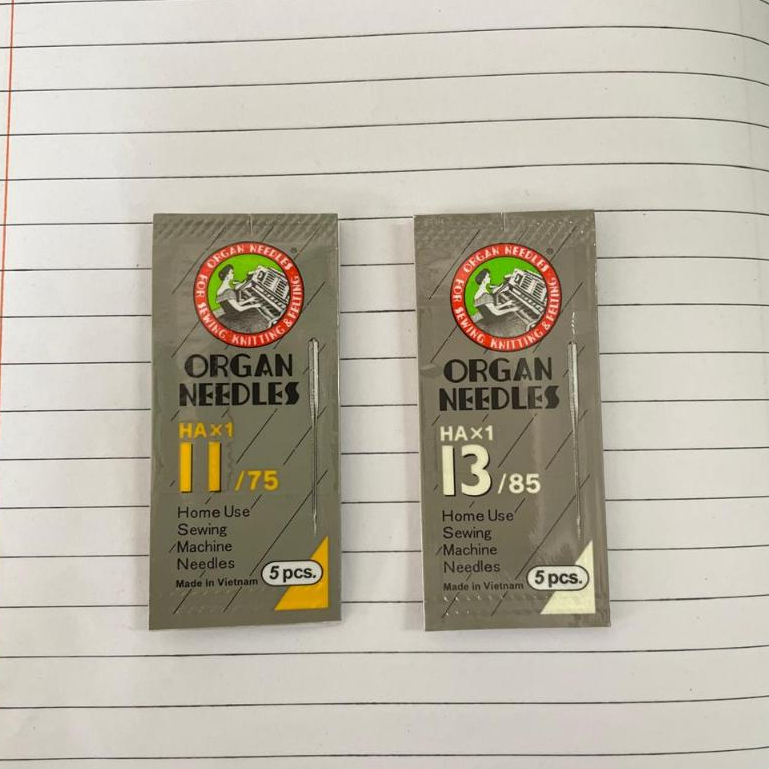 ORGAN NEEDLES
FOR SEWING KNITTING & FELTING
®
ORGAN
NEEDLES
HA×1
11/75
Home Use
Sewing
Machine
Needles
Made in Vietnam
5 pcs.
ORGAN NEEDLES
FOR SEWING KNITTING & FELTING
®
ORGAN
NEEDLES
HA×1
13/85
Home Use
Sewing
Machine
Needles
Made in Vietnam
5 pcs.